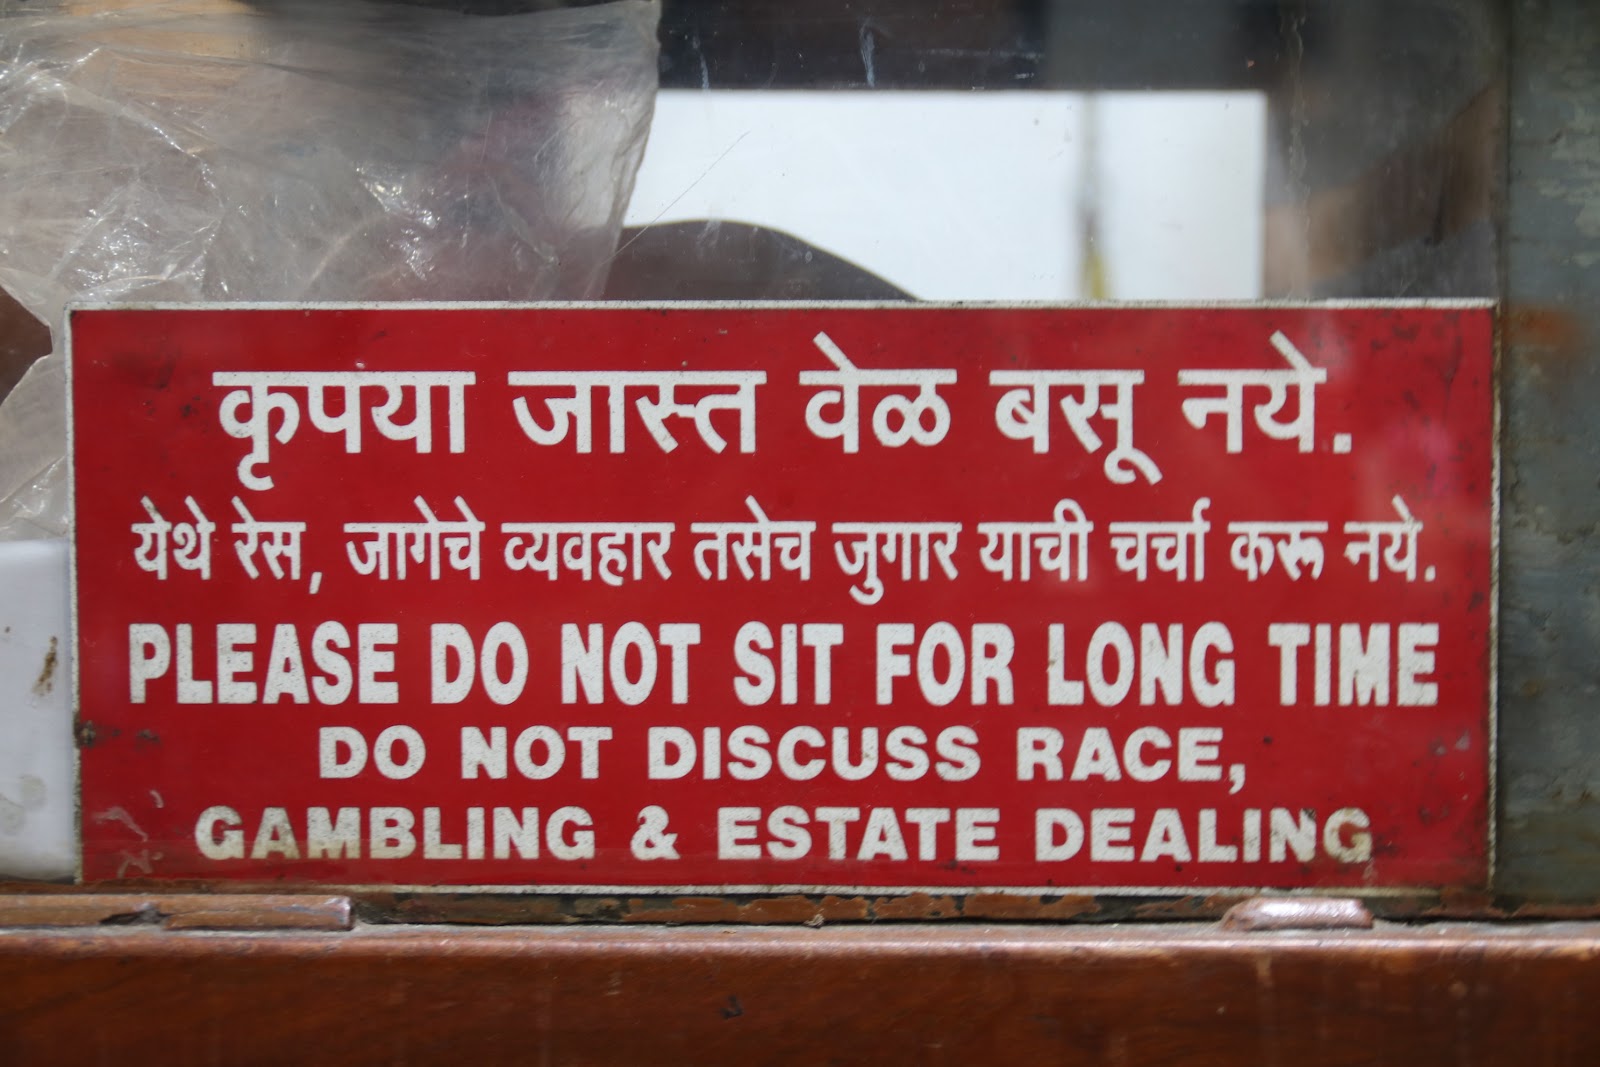 कृपया जास्त वेळ बसू नये.
येथे रेस, जागेचे व्यवहार तसेच जुगार याची चर्चा करू नये.
PLEASE DO NOT SIT FOR LONG TIME
DO NOT DISCUSS RACE,
GAMBLING & ESTATE DEALING